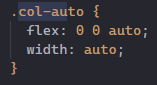 .col-auto {
  flex: 0 0 auto;
  width: auto;
}